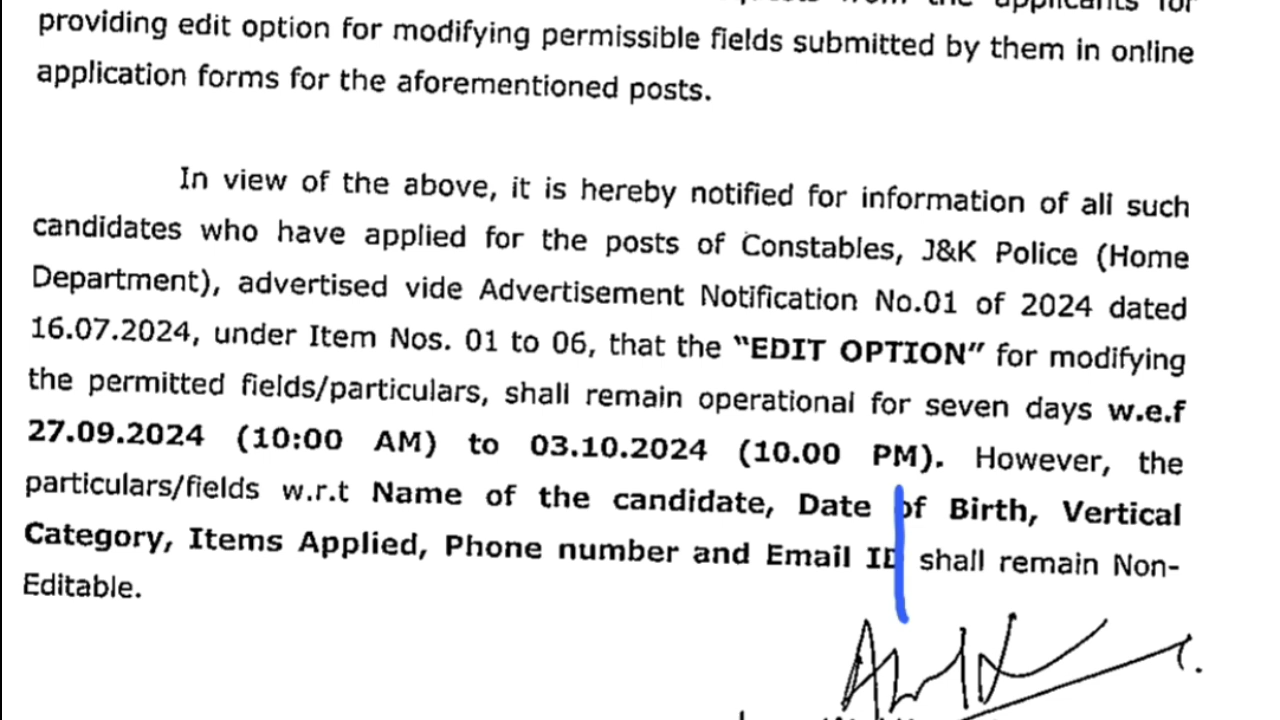 the applicants for
providing edit option for modifying permissible fields submitted by them in online
application forms for the aforementioned posts.
In view of the above, it is hereby notified for information of all such
candidates who have applied for the posts of Constables, J&K Police (Home
Department), advertised vide Advertisement Notification No.01 of 2024 dated
16.07.2024, under Item Nos. 01 to 06, that the “EDIT OPTION” for modifying
the permitted fields/particulars, shall remain operational for seven days w.e.f
27.09.2024 (10:00 AM) to 03.10.2024 (10.00 PM). However, the
particulars/fields w.r.t Name of the candidate, Date of Birth, Vertical
Category, Items Applied, Phone number and Email ID shall remain Non-
Editable.